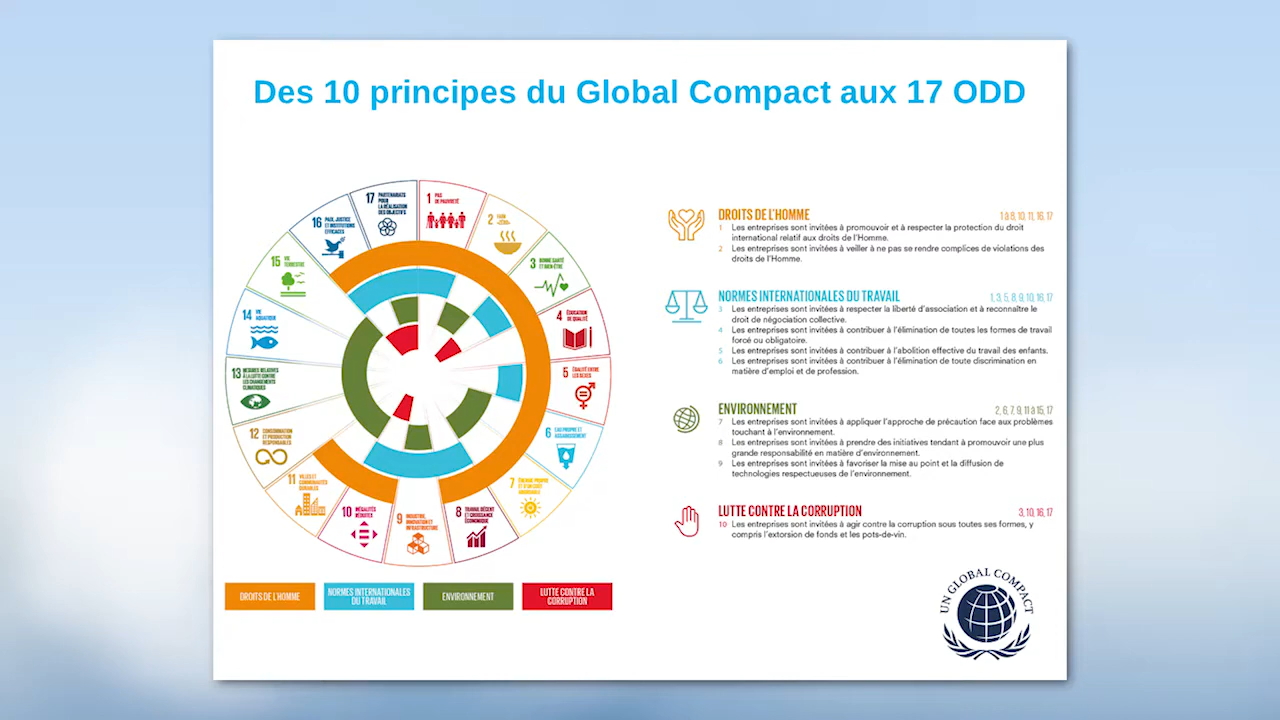 Des 10 principes du Global Compact aux 17 ODD
17 PARTENARIATS
POUR
LA RÉALISATION
DES OBJECTIFS
1 PAS
DE PAUVRETÉ
2 FAIM
«ZÉRO»
3 BONNE SANTÉ
ET BIEN-ÊTRE
4 ÉDUCATION
DE QUALITÉ
5 ÉGALITÉ ENTRE
LES SEXES
6 EAU PROPRE ET
ASSAINISSEMENT
7 ÉNERGIE PROPRE
ET D'UN COÛT
ABORDABLE
8 TRAVAIL DÉCENT
ET CROISSANCE
ÉCONOMIQUE
9 INDUSTRIE,
INNOVATION ET
INFRASTRUCTURE
10 INÉGALITÉS
RÉDUITES
11 VILLES ET
COMMUNAUTÉS
DURABLES
12 CONSOMMATION
ET PRODUCTION
RESPONSABLES
13 MESURES RELATIVES
À LA LUTTE CONTRE
LES CHANGEMENTS
CLIMATIQUES
14 VIE
AQUATIQUE
15 VIE
TERRESTRE
16 PAIX, JUSTICE
ET INSTITUTIONS
EFFICACES
DROITS DE L'HOMME
NORMES INTERNATIONALES
DU TRAVAIL
ENVIRONNEMENT
LUTTE CONTRE LA
CORRUPTION
DROITS DE L'HOMME 1 à 8, 10, 11, 16, 17
1 Les entreprises sont invitées à promouvoir et à respecter la protection du droit
international relatif aux droits de l'Homme.
2 Les entreprises sont invitées à veiller à ne pas se rendre complices de violations des
droits de l'Homme.
NORMES INTERNATIONALES DU TRAVAIL 1, 3, 5, 8, 9, 10, 16, 17
3 Les entreprises sont invitées à respecter la liberté d'association et à reconnaître le
droit de négociation collective.
4 Les entreprises sont invitées à contribuer à l'élimination de toutes les formes de travail
forcé ou obligatoire.
5 Les entreprises sont invitées à contribuer à l'abolition effective du travail des enfants.
6 Les entreprises sont invitées à contribuer à l'élimination de toute discrimination en
matière d'emploi et de profession.
ENVIRONNEMENT 2, 6, 7, 9, 11 à 15, 17
7 Les entreprises sont invitées à appliquer l'approche de précaution face aux problèmes
touchant à l'environnement.
8 Les entreprises sont invitées à prendre des initiatives tendant à promouvoir une plus
grande responsabilité en matière d'environnement.
9 Les entreprises sont invitées à favoriser la mise au point et la diffusion de
technologies respectueuses de l'environnement.
LUTTE CONTRE LA CORRUPTION 3, 10, 16, 17
10 Les entreprises sont invitées à agir contre la corruption sous toutes ses formes, y
compris l'extorsion de fonds et les pots-de-vin.
UN GLOBAL COMPACT